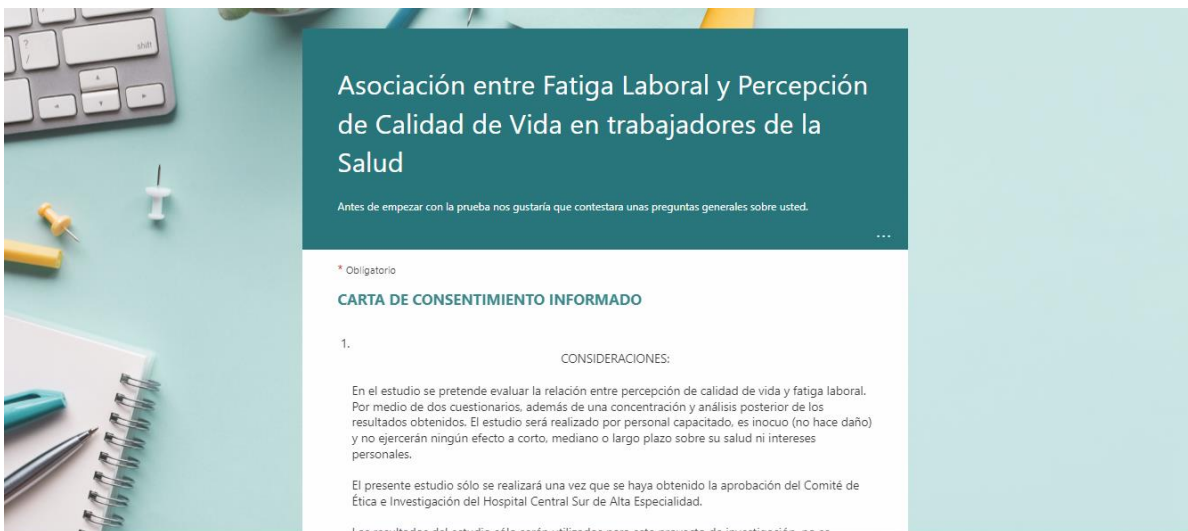 shift
?
/
Asociación entre Fatiga Laboral y Percepción
de Calidad de Vida en trabajadores de la
Salud
Antes de empezar con la prueba nos gustaría que contestara unas preguntas generales sobre usted.
...
* Obligatorio
CARTA DE CONSENTIMIENTO INFORMADO
1.
CONSIDERACIONES:
En el estudio se pretende evaluar la relación entre percepción de calidad de vida y fatiga laboral.
Por medio de dos cuestionarios, además de una concentración y análisis posterior de los
resultados obtenidos. El estudio será realizado por personal capacitado, es inocuo (no hace daño)
y no ejercerán ningún efecto a corto, mediano o largo plazo sobre su salud ni intereses
personales.
El presente estudio sólo se realizará una vez que se haya obtenido la aprobación del Comité de
Ética e Investigación del Hospital Central Sur de Alta Especialidad.